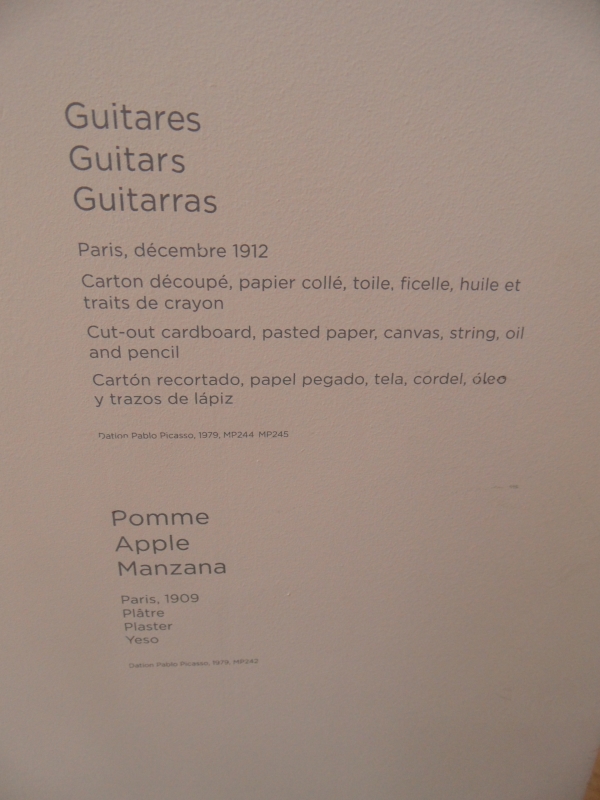 Guitares
Guitars
Guitarras
Paris, décembre 1912
Carton découpé, papier collé, toile, ficelle, huile et
traits de crayon
Cut-out cardboard, pasted paper, canvas, string, oil
and pencil
Cartón recortado, papel pegado, tela, cordel, óleo
y trazos de lápiz
Dation Pablo Picasso, 1979, MP244 MP245
Pomme
Apple
Manzana
Paris, 1909
Plâtre
Plaster
Yeso
Dation Pablo Picasso, 1979, MP242